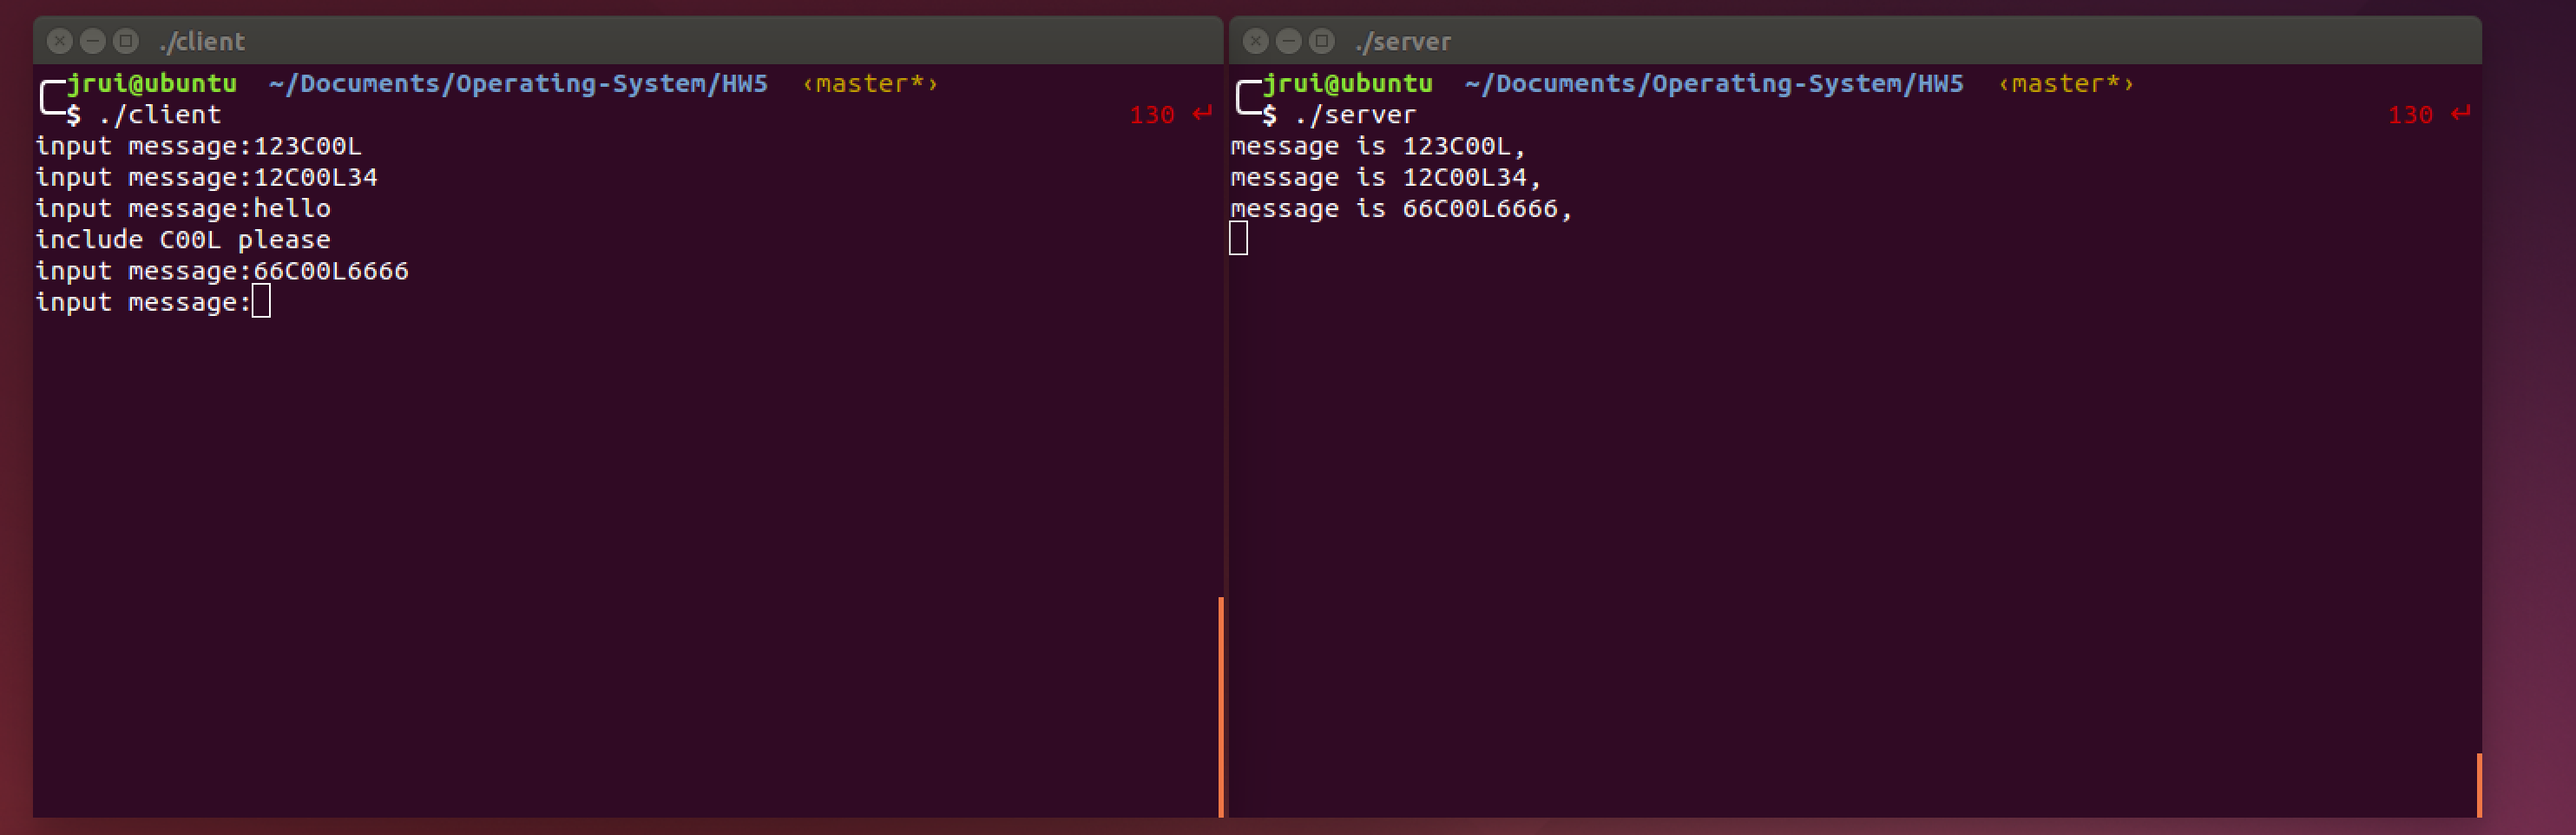 ./client
jrui@ubuntu ~/Documents/Operating-System/HW5 ‹master*›
$ ./client 130 ↵
input message:123C00L
input message:12C00L34
input message:hello
include C00L please
input message:66C00L6666
input message:
./server
jrui@ubuntu ~/Documents/Operating-System/HW5 ‹master*›
$ ./server 130 ↵
message is 123C00L,
message is 12C00L34,
message is 66C00L6666,